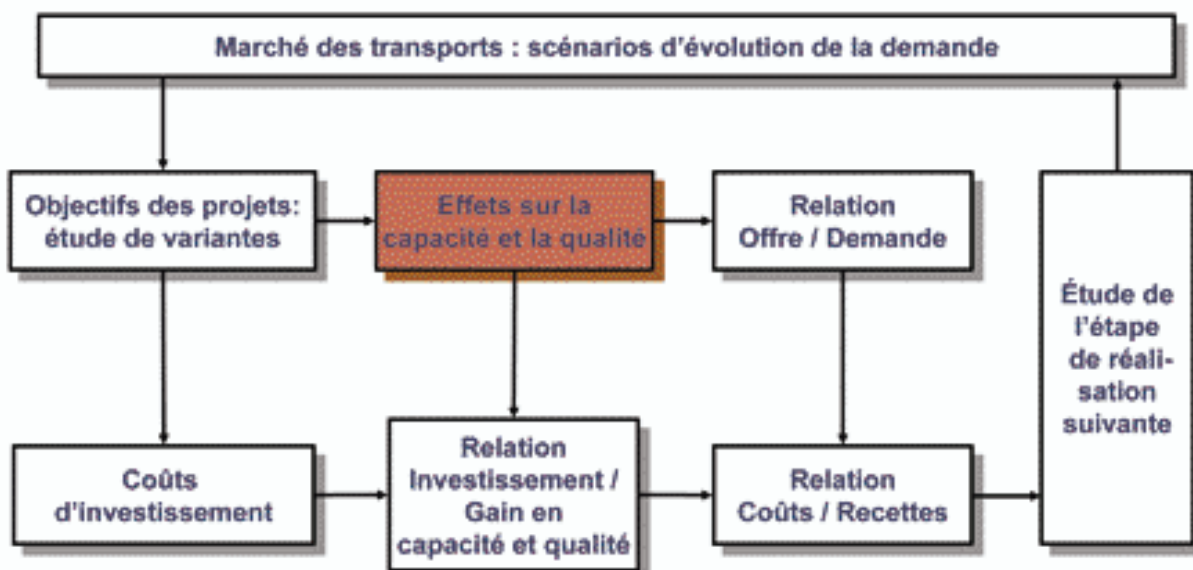 Marché des transports : scénarios d'évolution de la demande
Objectifs des projets:
étude de variantes
Effets sur la
capacité et la qualité
Relation
Offre / Demande
Étude de
l'étape
de réali-
sation
suivante
Coûts
d'investissement
Relation
Investissement /
Gain en
capacité et qualité
Relation
Coûts / Recettes